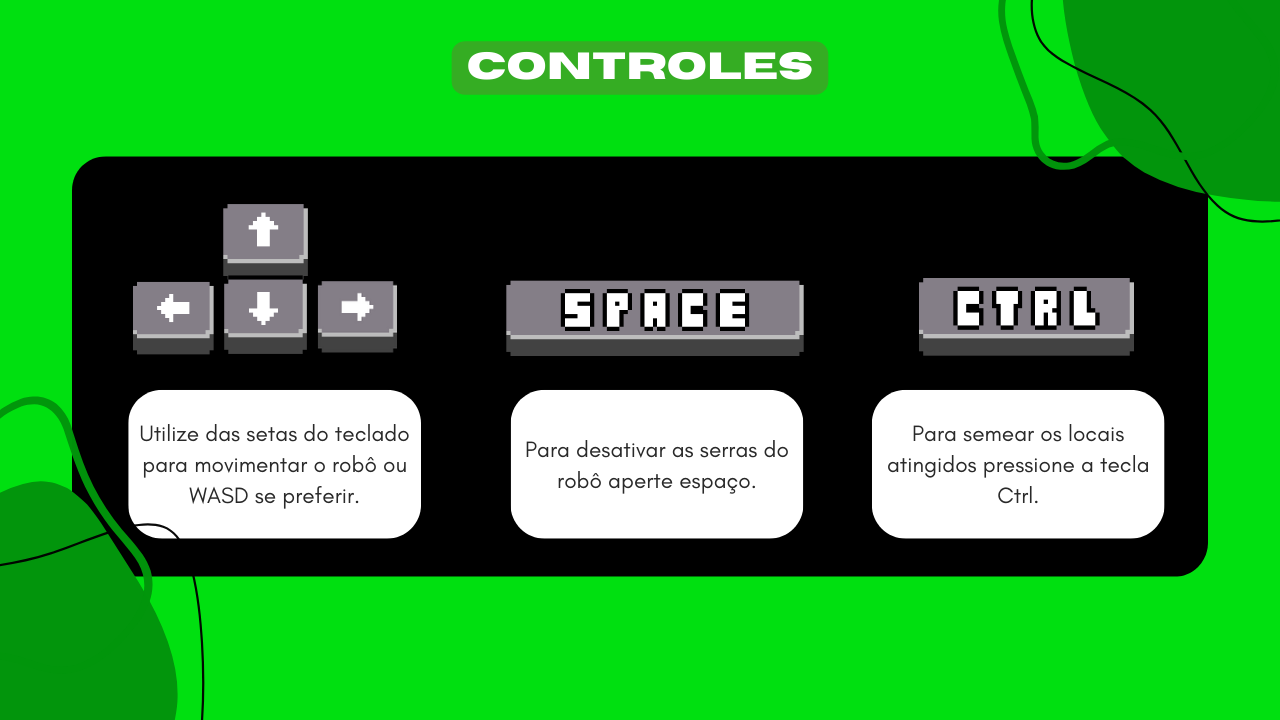 CONTROLES
SPACE
CTRL
Utilize das setas do teclado
para movimentar o robô ou
WASD se preferir.
Para desativar as serras do
robô aperte espaço.
Para semear os locais
atingidos pressione a tecla
Ctrl.